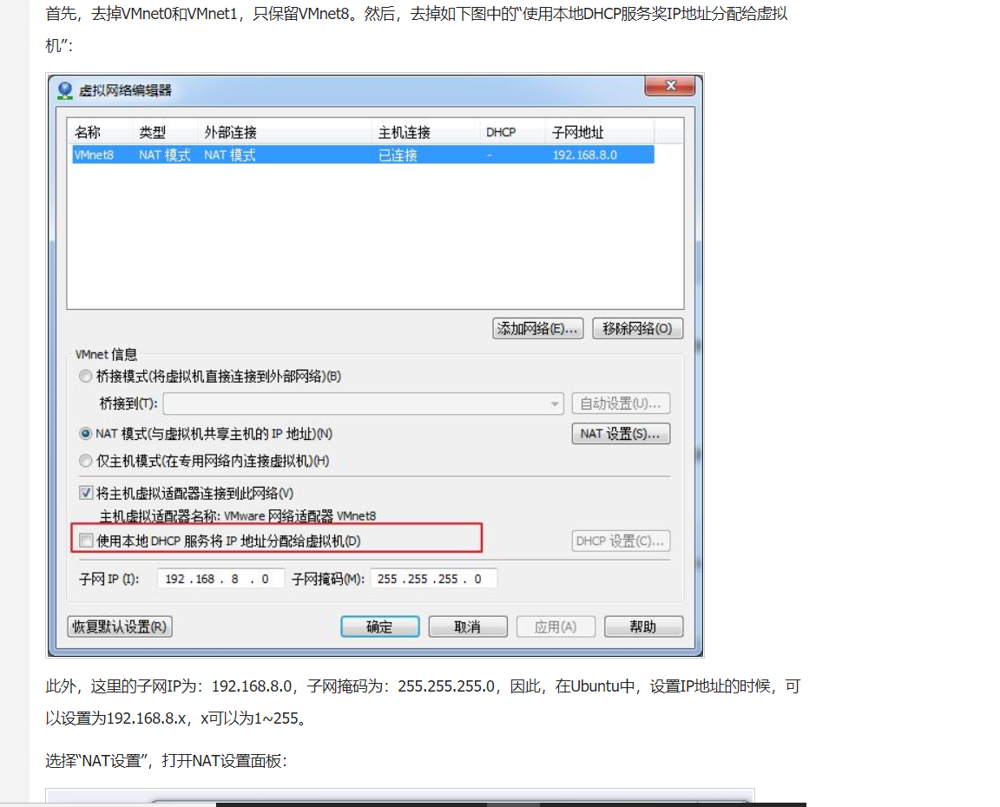 首先，去掉VMnet0和VMnet1，只保留VMnet8。然后，去掉如下图中的“使用本地DHCP服务奖IP地址分配给虚拟
机”：
虚拟网络编辑器
名称 类型 外部连接 主机连接 DHCP 子网地址
VMnet8 NAT 模式 NAT 模式 已连接 - 192.168.8.0
添加网络(E)... 移除网络(O)
VMnet 信息
桥接模式(将虚拟机直接连接到外部网络)(B)
桥接到(T): 自动设置(U)...
NAT 模式(与虚拟机共享主机的 IP 地址)(N) NAT 设置(S)...
仅主机模式(在专用网络内连接虚拟机)(H)
将主机虚拟适配器连接到此网络(V)
主机虚拟适配器名称: VMware 网络适配器 VMnet8
使用本地 DHCP 服务将 IP 地址分配给虚拟机(D) DHCP 设置(C)...
子网 IP (I): 192 . 168 . 8 . 0 子网掩码(M): 255 . 255 . 255 . 0
恢复默认设置(R) 确定 取消 应用(A) 帮助
此外，这里的子网IP为：192.168.8.0，子网掩码为：255.255.255.0，因此，在Ubuntu中，设置IP地址的时候，可
以设置为192.168.8.x，x可以为1~255。
选择“NAT设置”，打开NAT设置面板：